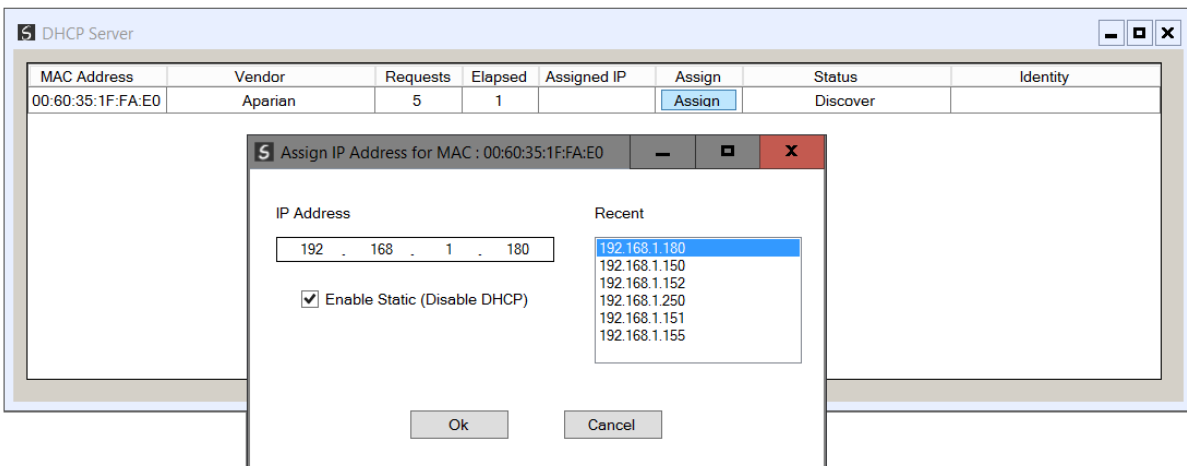 DHCP Server
MAC Address Vendor Requests Elapsed Assigned IP Assign Status Identity
00:60:35:1F:FA:E0 Aparian 5 1 Assign Discover
Assign IP Address for MAC : 00:60:35:1F:FA:E0
IP Address Recent
192 . 168 . 1 . 180 192.168.1.180
192.168.1.150
192.168.1.152
Enable Static (Disable DHCP) 192.168.1.250
192.168.1.151
192.168.1.155
Ok Cancel